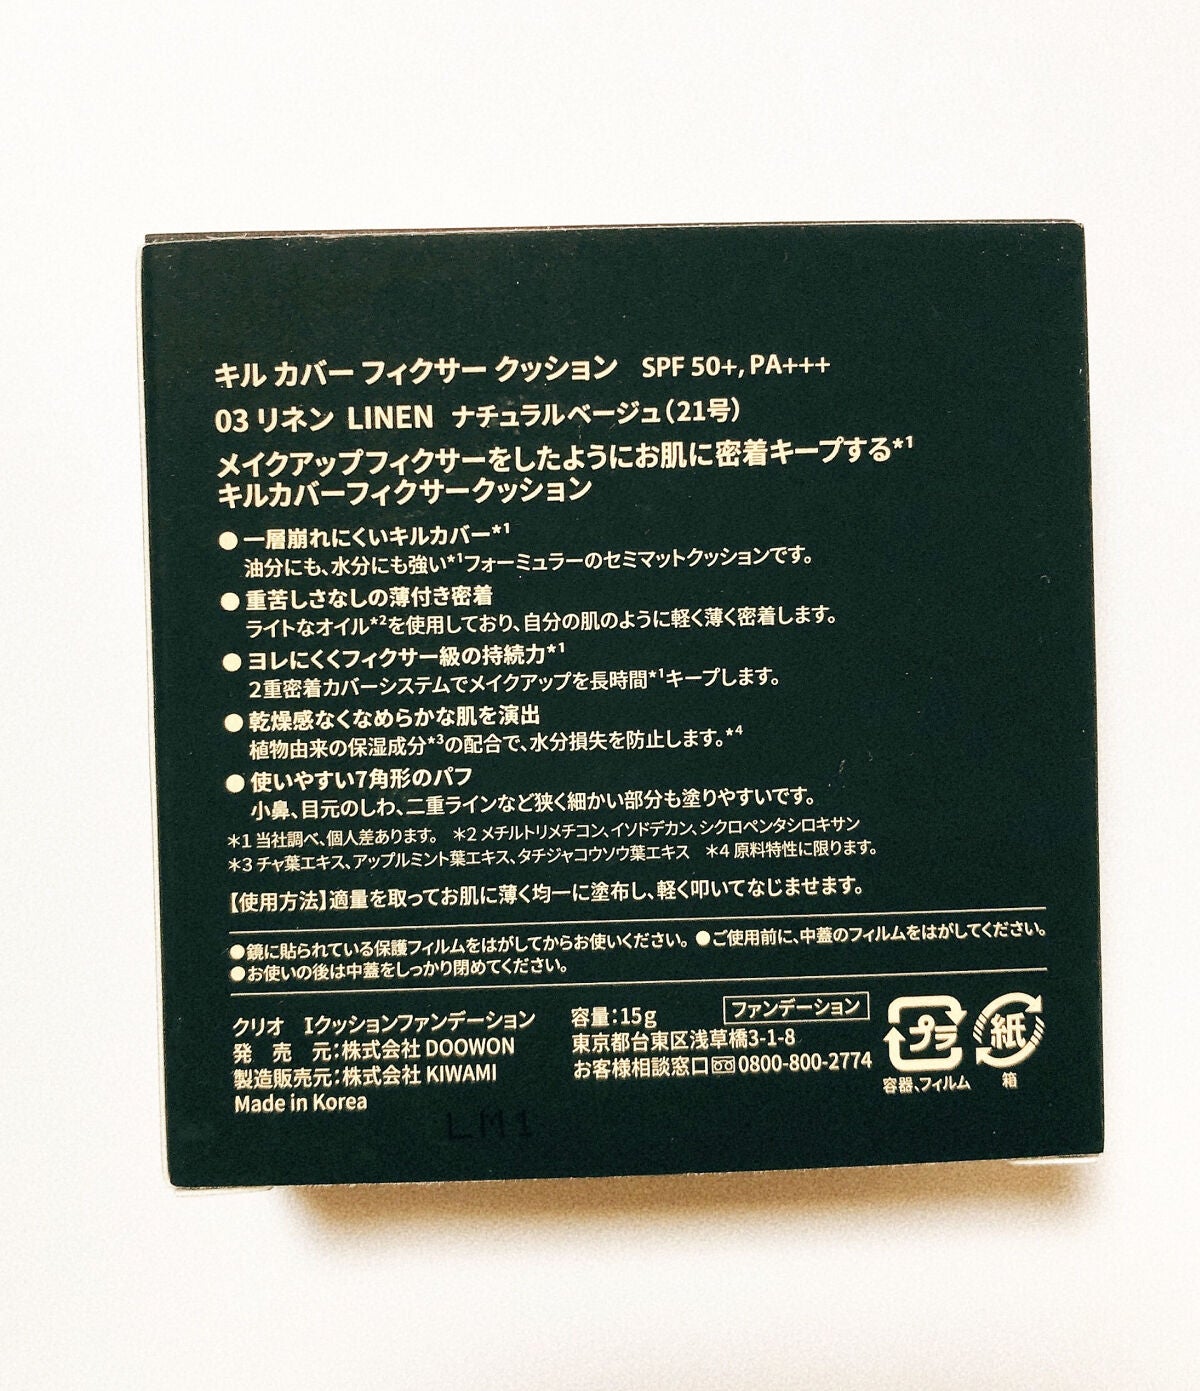 キル カバー フィクサー クッション SPF 50+, PA+++
03 リネン LINEN ナチュラルベージュ（21号）
メイクアップフィクサーをしたようにお肌に密着キープする*1
キルカバーフィクサークッション
● 一層崩れにくいキルカバー*1
油分にも、水分にも強い*1フォーミュラーのセミマットクッションです。
● 重苦しさなしの薄付き密着
ライトなオイル*2を使用しており、自分の肌のように軽く薄く密着します。
● ヨレにくくフィクサー級の持続力*1
2重密着カバーシステムでメイクアップを長時間*1キープします。
● 乾燥感なくなめらかな肌を演出
植物由来の保湿成分*3の配合で、水分損失を防止します。*4
● 使いやすい7角形のパフ
小鼻、目元のしわ、二重ラインなど狭く細かい部分も塗りやすいです。
*1 当社調べ、個人差あります。 *2 メチルトリメチコン、イソドデカン、シクロペンタシロキサン
*3 チャ葉エキス、アップルミント葉エキス、タチジャコウソウ葉エキス *4 原料特性に限ります。
【使用方法】適量を取ってお肌に薄く均一に塗布し、軽く叩いてなじませます。
●鏡に貼られている保護フィルムをはがしてからお使いください。 ●ご使用前に、中蓋のフィルムをはがしてください。
●お使いの後は中蓋をしっかり閉めてください。
クリオ Iクッションファンデーション
発 売 元：株式会社 DOOWON
製造販売元：株式会社 KIWAMI
Made in Korea
容量：15g ファンデーション
東京都台東区浅草橋3-1-8
お客様相談窓口 0800-800-2774
プラ
容器、フィルム
紙
箱
LM1